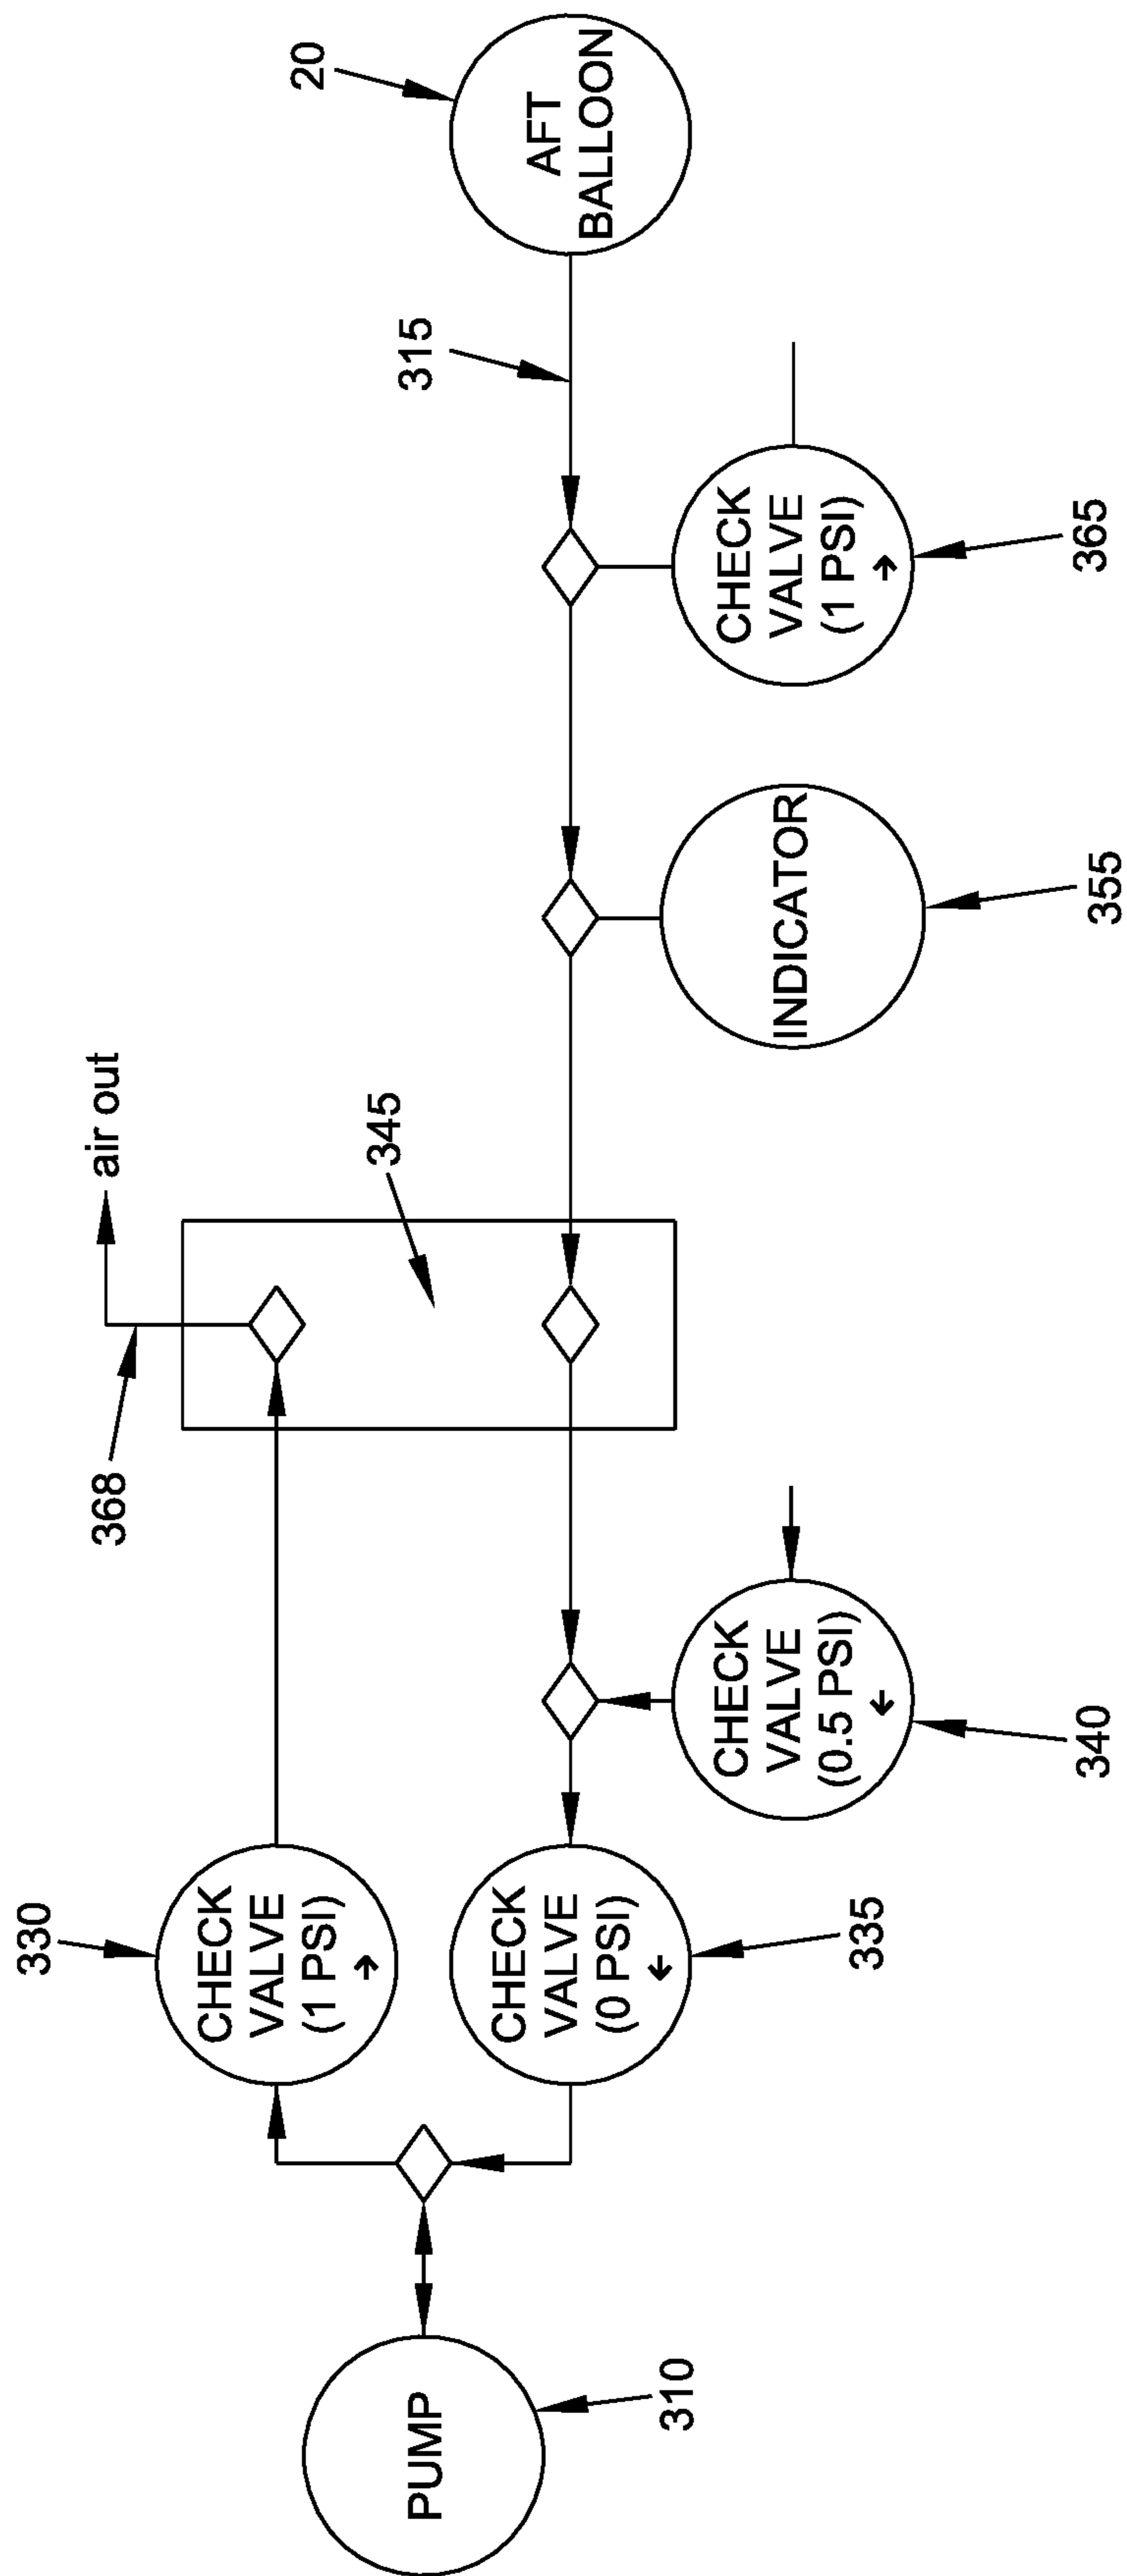 368
air out
330
CHECK
VALVE
(1 PSI)
→
345
315
20
PUMP
310
CHECK
VALVE
(0 PSI)
←
335
AFT
BALLOON
CHECK
VALVE
(0.5 PSI)
←
340
INDICATOR
355
CHECK
VALVE
(1 PSI)
→
365